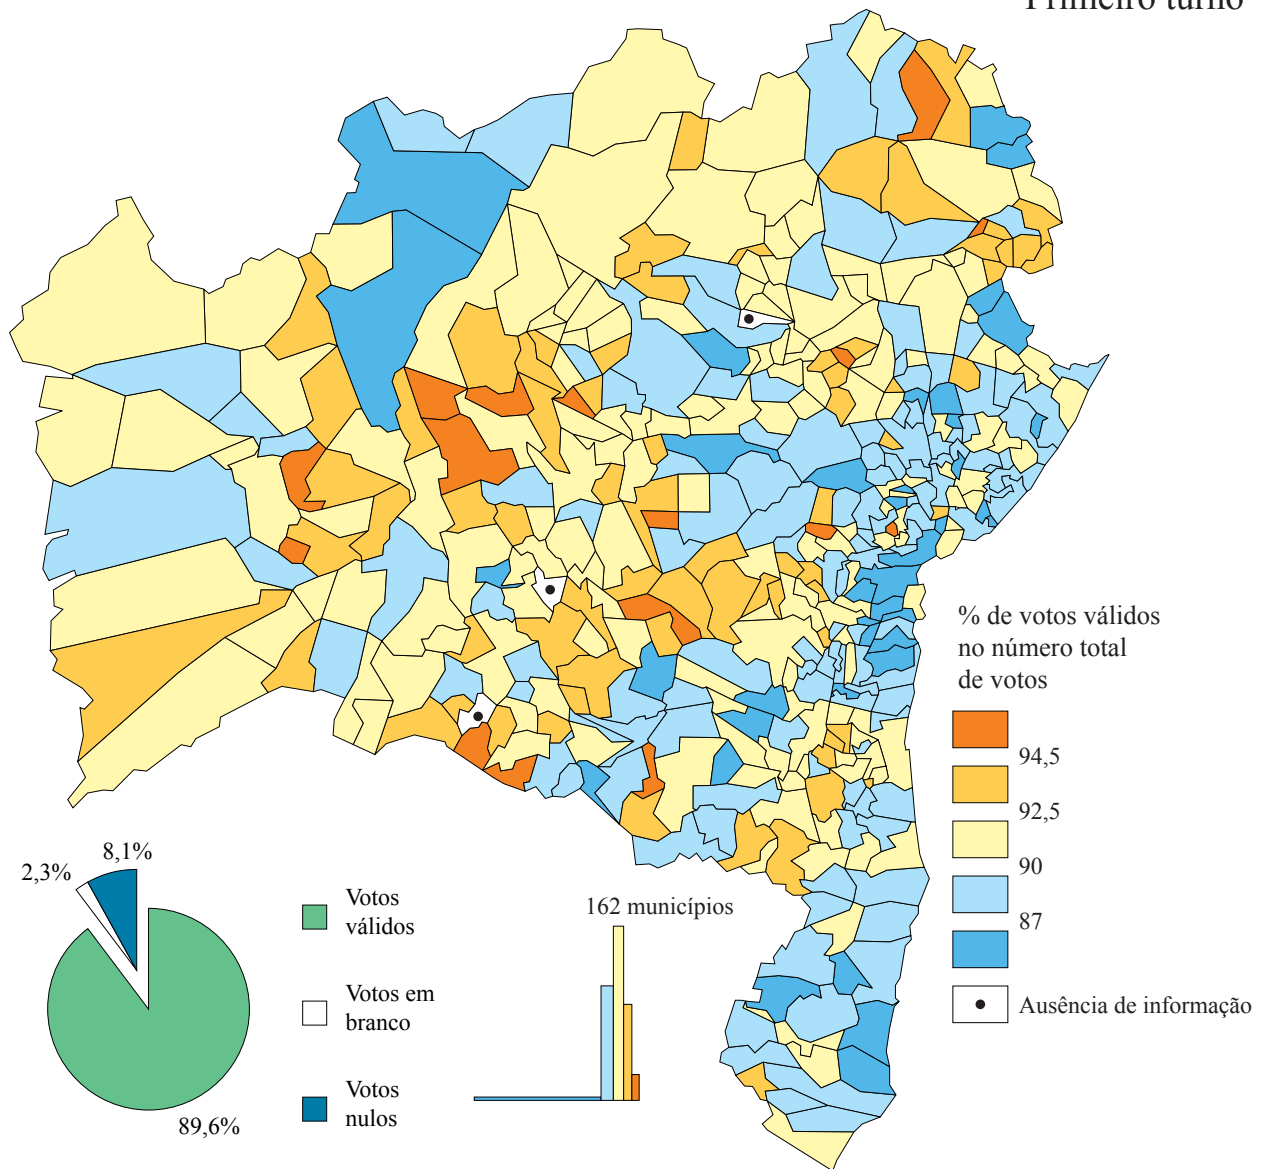 Primeiro turno
% de votos válidos
no número total
de votos
94,5
92,5
90
87
Ausência de informação
8,1%
2,3%
89,6%
Votos
válidos
Votos em
branco
Votos
nulos
162 municípios